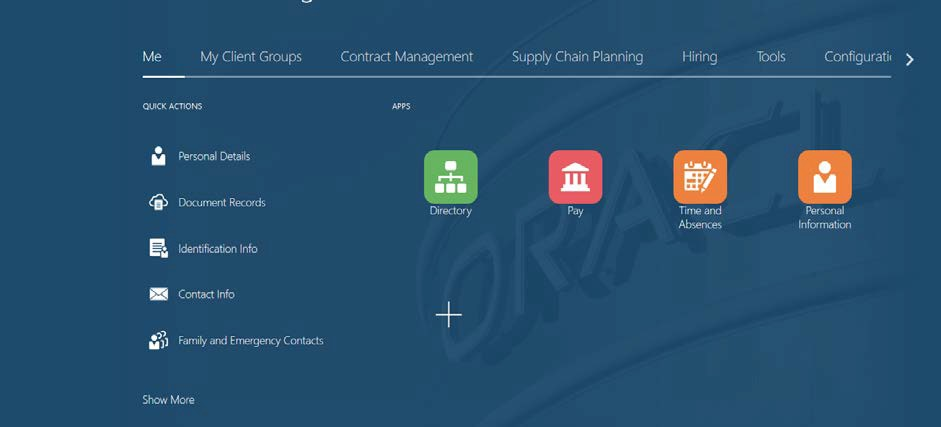 Me My Client Groups Contract Management Supply Chain Planning Hiring Tools
QUICK ACTIONS
APPS
Personal Details
Document Records
Identification Info
Contact Info
Family and Emergency Contacts
Show More
Directory
Pay
Time and
Absences
Personal
Information
ORACL